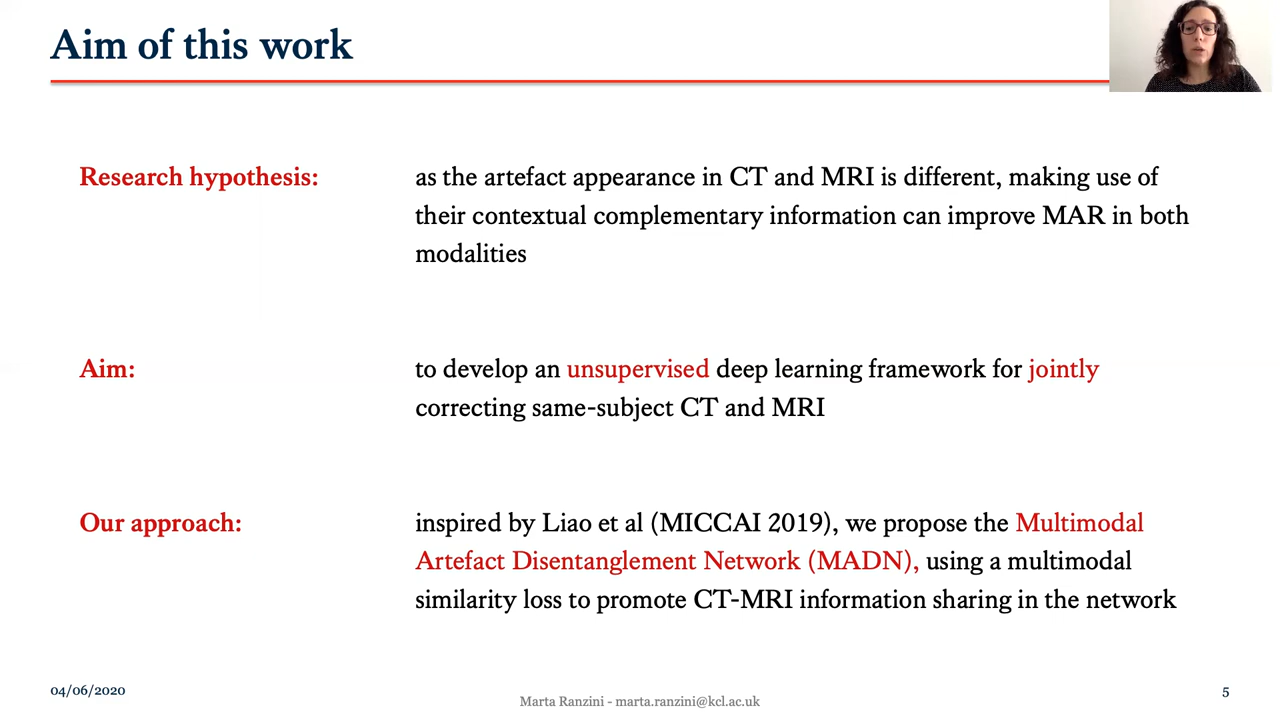 Aim of this work
Research hypothesis:
as the artefact appearance in CT and MRI is different, making use of
their contextual complementary information can improve MAR in both
modalities
Aim:
to develop an unsupervised deep learning framework for jointly
correcting same-subject CT and MRI
Our approach:
inspired by Liao et al (MICCAI 2019), we propose the Multimodal
Artefact Disentanglement Network (MADN), using a multimodal
similarity loss to promote CT-MRI information sharing in the network
04/06/2020
Marta Ranzini - marta.ranzini@kcl.ac.uk
5